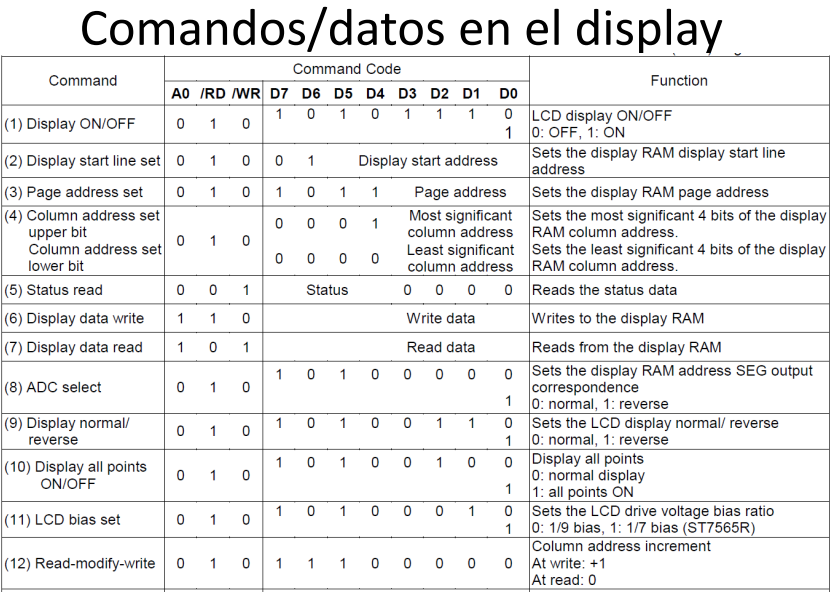 Comandos/datos en el display
Command
Command Code
Function
A0 /RD /WR D7 D6 D5 D4 D3 D2 D1 D0
(1) Display ON/OFF 0 1 0 1 0 1 0 1 1 1 0
1
LCD display ON/OFF
0: OFF, 1: ON
(2) Display start line set 0 1 0 0 1 Display start address
Sets the display RAM display start line
address
(3) Page address set 0 1 0 1 0 1 1 Page address Sets the display RAM page address
(4) Column address set
upper bit
Column address set
lower bit
0 1 0
0 0 0 1 Most significant
column address
0 0 0 0 Least significant
column address
Sets the most significant 4 bits of the display
RAM column address.
Sets the least significant 4 bits of the display
RAM column address.
(5) Status read 0 0 1 Status 0 0 0 0 Reads the status data
(6) Display data write 1 1 0 Write data Writes to the display RAM
(7) Display data read 1 0 1 Read data Reads from the display RAM
(8) ADC select 0 1 0 1 0 1 0 0 0 0 0
1
Sets the display RAM address SEG output
correspondence
0: normal, 1: reverse
(9) Display normal/
reverse
0 1 0 1 0 1 0 0 1 1 0
1
Sets the LCD display normal/ reverse
0: normal, 1: reverse
(10) Display all points
ON/OFF
0 1 0 1 0 1 0 0 1 0 0
1
Display all points
0: normal display
1: all points ON
(11) LCD bias set 0 1 0 1 0 1 0 0 0 1 0
1
Sets the LCD drive voltage bias ratio
0: 1/9 bias, 1: 1/7 bias (ST7565R)
(12) Read-modify-write 0 1 0 1 1 1 0 0 0 0 0
Column address increment
At write: +1
At read: 0